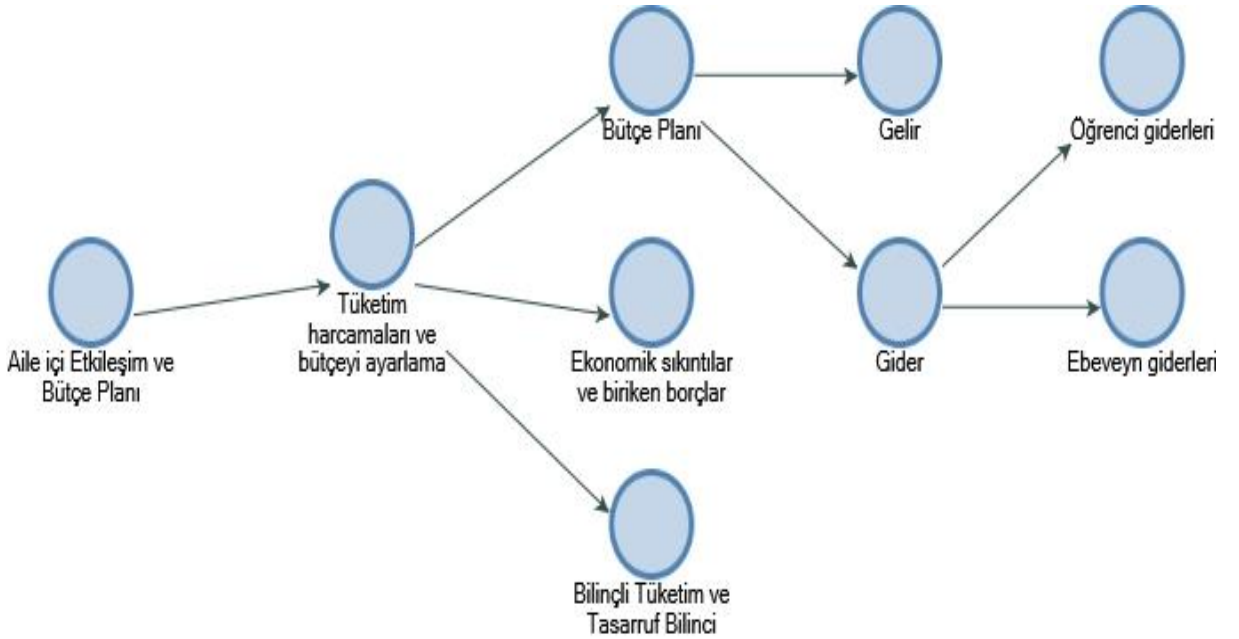 Bütçe Planı
Gelir
Öğrenci giderleri
Aile içi Etkileşim ve
Bütçe Planı
Tüketim
harcamaları ve
bütçeyi ayarlama
Ekonomik sıkıntılar
ve biriken borçlar
Gider
Ebeveyn giderleri
Bilinçli Tüketim ve
Tasarruf Bilinci